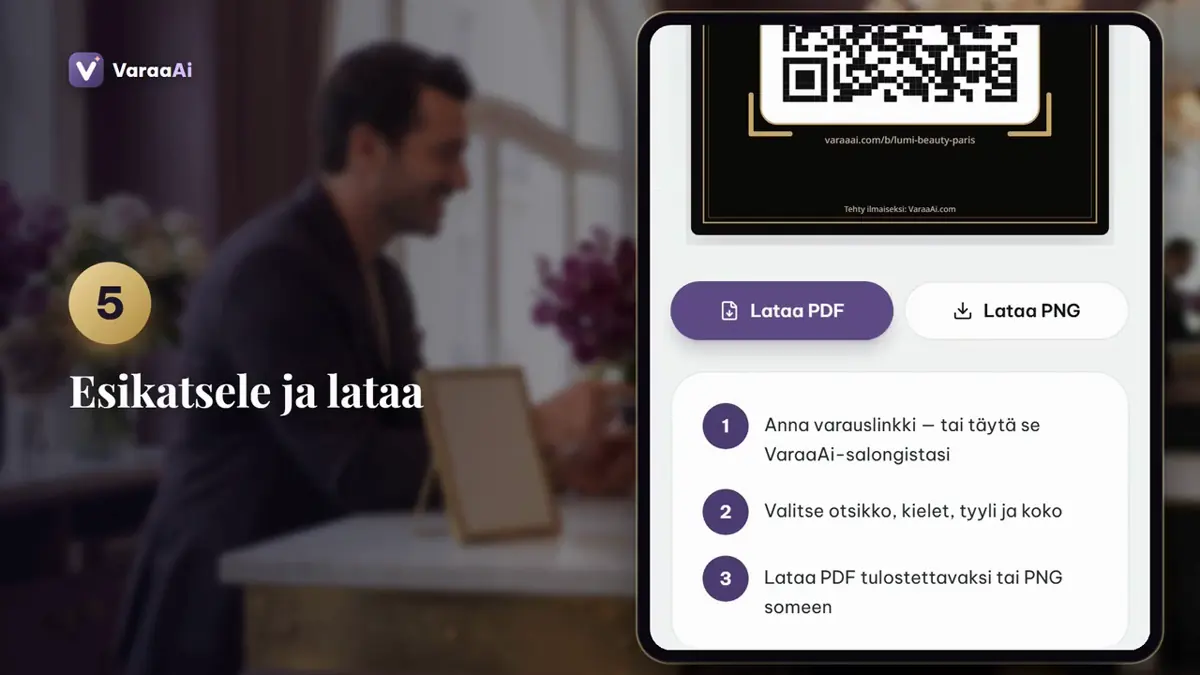 VaraaAi
5
Esikatsele ja lataa
varaaai.com/b/lumi-beauty-paris
Tehty ilmaiseksi: VaraaAi.com
Lataa PDF
Lataa PNG
1
Anna varauslinkki — tai täytä se
VaraaAi-salongistasi
2
Valitse otsikko, kielet, tyyli ja koko
3
Lataa PDF tulostettavaksi tai PNG
someen